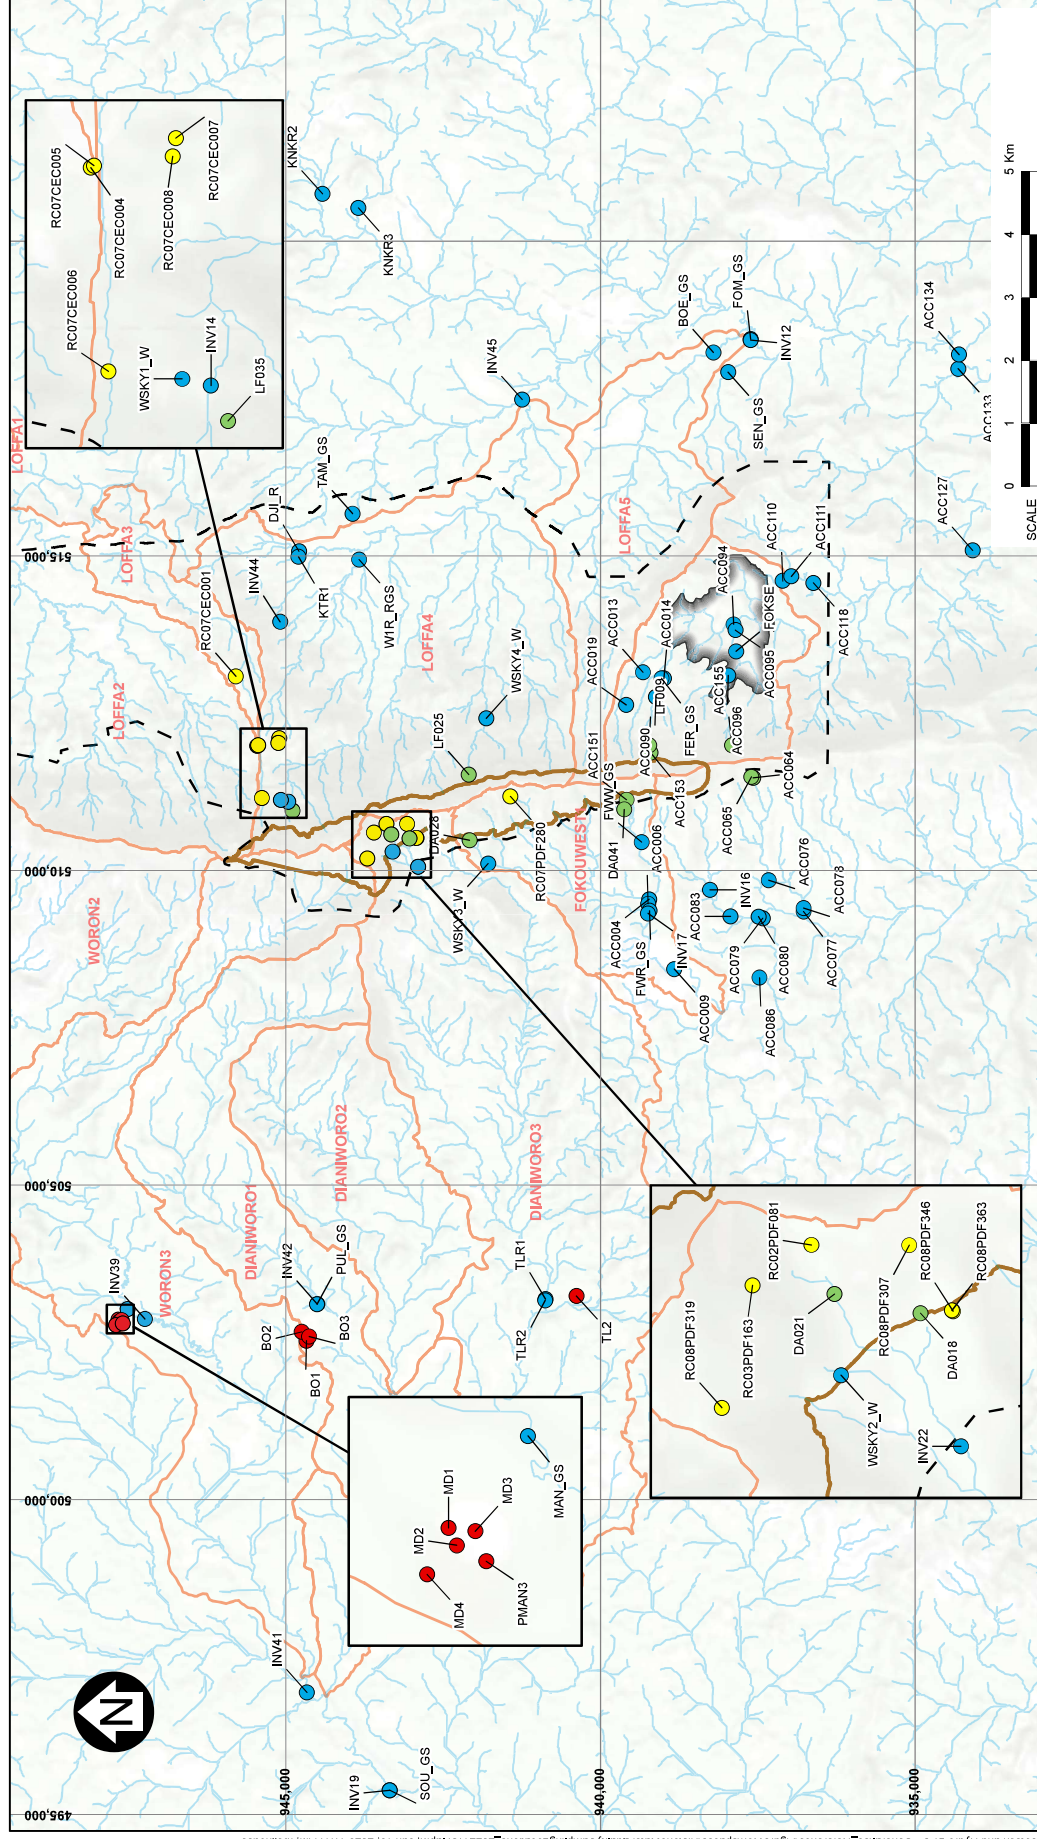 RC07CEC005
RC07CEC004
RC07CEC006
RC07CEC008
RC07CEC007
WSKY1_W
INV14
LF035
KNKR2
KNKR3
LOFFA1
LOFFA3
LOFFA2
LOFFA4
LOFFA5
DJI_R
TAM_GS
INV44
KTR1
W1R_RGS
RC07CEC001
INV45
BOE_GS
FOM_GS
INV12
SEN_GS
ACC134
ACC133
ACC127
5 Km
4
3
2
1
0
SCALE
515,000
ACC110
ACC111
ACC094
ACC118
FOKSE
ACC095
ACC155
ACC096
ACC013
ACC014
ACC019
LF009
FER_GS
ACC090
ACC151
ACC153
FWW_GS
WSKY4_W
LF025
ACC064
ACC065
DA028
RC07PDF280
WSKY3_W
FOKOUWEST
DA041
ACC006
510,000
ACC004
FWR_GS
INV17
ACC009
ACC083
INV16
ACC076
ACC078
ACC077
ACC079
ACC080
ACC086
WORON2
505,000
DIANIWORO2
DIANIWORO1
DIANIWORO3
WORON3
INV39
INV42
PUL_GS
BO2
BO3
BO1
TLR1
TLR2
TL2
RC02PDF081
RC08PDF319
RC03PDF163
DA021
RC08PDF307
RC08PDF346
RC08PDF363
DA018
WSKY2_W
INV22
500,000
MD1
MD2
MD3
MD4
PMAN3
MAN_GS
INV41
N
INV19
SOU_GS
495,000
945,000
940,000
935,000